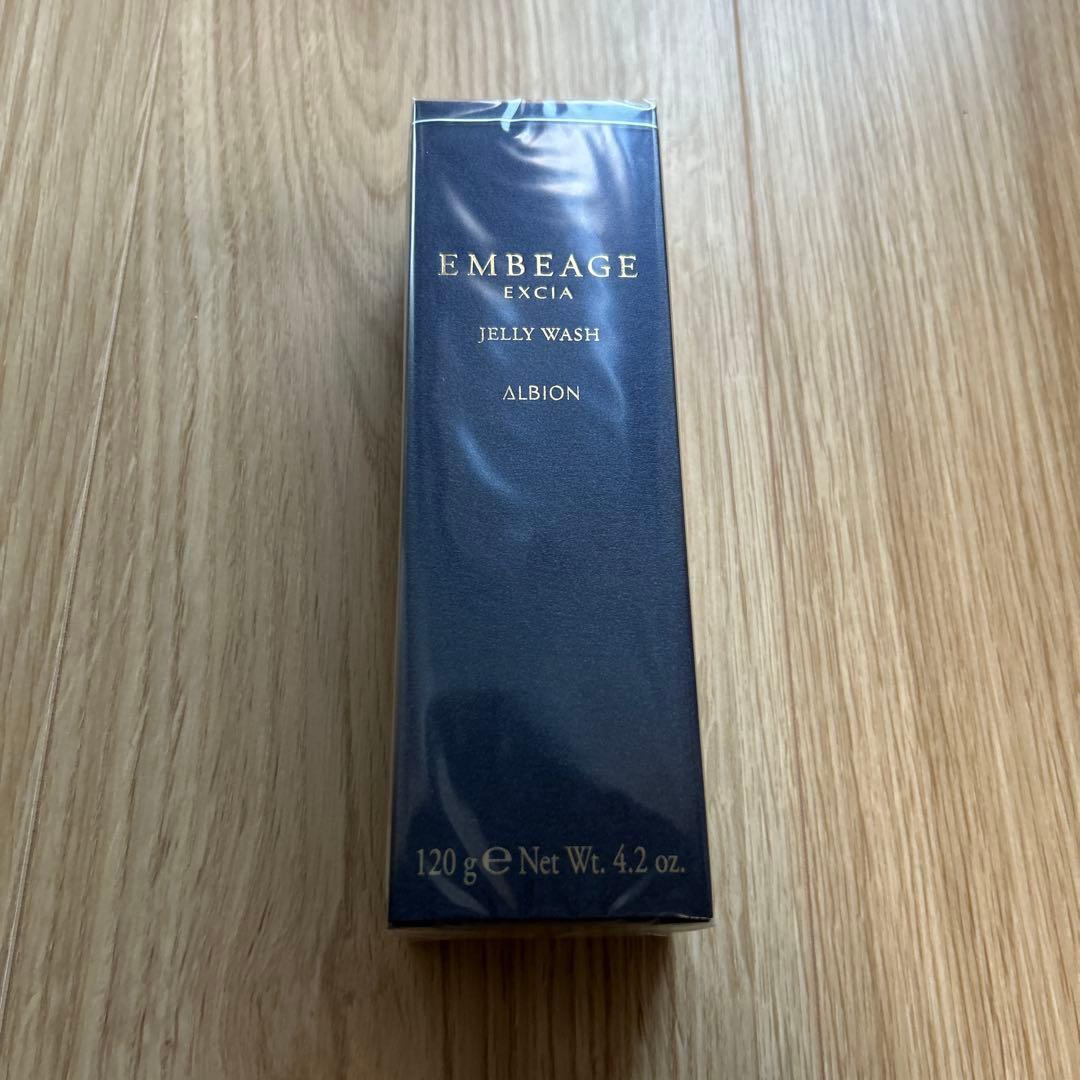 EMBEAGE
EXCIA
JELLY WASH
ALBION
120 g ℮ Net Wt. 4.2 oz.